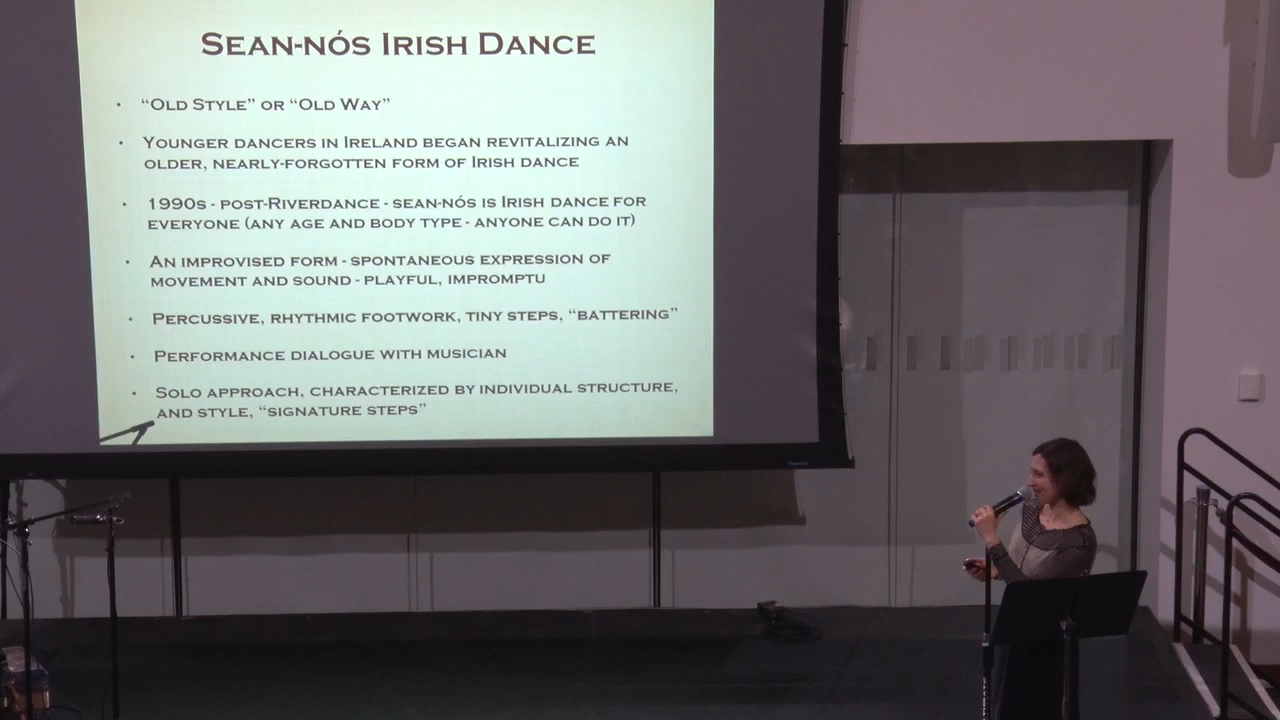 Sean-nós Irish Dance
• "Old Style" or "Old Way"
• Younger dancers in Ireland began revitalizing an
older, nearly-forgotten form of Irish dance
• 1990s - post-Riverdance - sean-nós is Irish dance for
everyone (any age and body type - anyone can do it)
• An improvised form - spontaneous expression of
movement and sound - playful, impromptu
• Percussive, rhythmic footwork, tiny steps, "battering"
• Performance dialogue with musician
• Solo approach, characterized by individual structure,
and style, "signature steps"